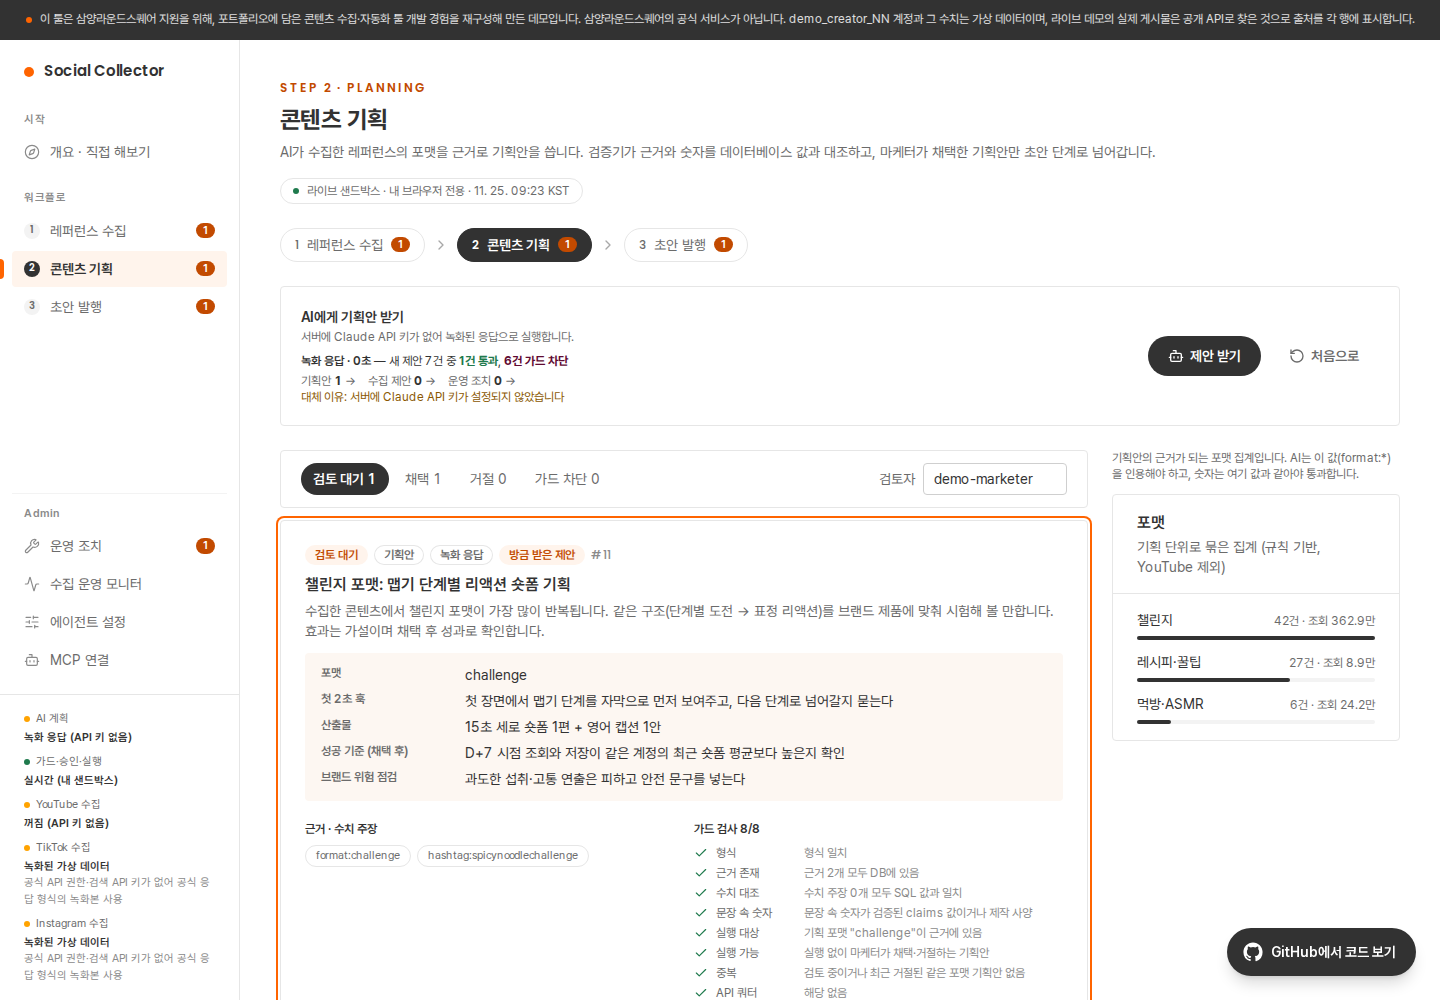 이 툴은 삼양라운드스퀘어 지원을 위해, 포트폴리오에 담은 콘텐츠 수집·자동화 툴 개발 경험을 재구성해 만든 데모입니다. 삼양라운드스퀘어의 공식 서비스가 아닙니다. demo_creator_NN 계정과 그 수치는 가상 데이터이며, 라이브 데모의 실제 게시물은 공개 API로 찾은 것으로 출처를 각 행에 표시합니다.
Social Collector
시작
개요 · 직접 해보기
워크플로
1 레퍼런스 수집 1
2 콘텐츠 기획 1
3 초안 발행 1
Admin
운영 조치 1
수집 운영 모니터
에이전트 설정
MCP 연결
AI 계획
녹화 응답 (API 키 없음)
가드·승인·실행
실시간 (내 샌드박스)
YouTube 수집
꺼짐 (API 키 없음)
TikTok 수집
녹화된 가상 데이터
공식 API 권한·검색 API 키가 없어 공식 응
답 형식의 녹화본 사용
Instagram 수집
녹화된 가상 데이터
공식 API 권한·검색 API 키가 없어 공식 응
답 형식의 녹화본 사용
STEP 2 · PLANNING
콘텐츠 기획
AI가 수집한 레퍼런스의 포맷을 근거로 기획안을 씁니다. 검증기가 근거와 숫자를 데이터베이스 값과 대조하고, 마케터가 채택한 기획안만 초안 단계로 넘어갑니다.
라이브 샌드박스 · 내 브라우저 전용 · 11. 25. 09:23 KST
1 레퍼런스 수집 1
2 콘텐츠 기획 1
3 초안 발행 1
AI에게 기획안 받기
서버에 Claude API 키가 없어 녹화된 응답으로 실행합니다.
녹화 응답 · 0초 — 새 제안 7건 중 1건 통과, 6건 가드 차단
기획안 1 → 수집 제안 0 → 운영 조치 0 →
대체 이유: 서버에 Claude API 키가 설정되지 않았습니다
제안 받기
처음으로
검토 대기 1 채택 1 거절 0 가드 차단 0
검토자 demo-marketer
검토 대기 기획안 녹화 응답 방금 받은 제안 #11
챌린지 포맷: 맵기 단계별 리액션 숏폼 기획
수집한 콘텐츠에서 챌린지 포맷이 가장 많이 반복됩니다. 같은 구조(단계별 도전 → 표정 리액션)를 브랜드 제품에 맞춰 시험해 볼 만합니다.
효과는 가설이며 채택 후 성과로 확인합니다.
포맷 challenge
첫 2초 훅 첫 장면에서 맵기 단계를 자막으로 먼저 보여주고, 다음 단계로 넘어갈지 묻는다
산출물 15초 세로 숏폼 1편 + 영어 캡션 1안
성공 기준 (채택 후) D+7 시점 조회와 저장이 같은 계정의 최근 숏폼 평균보다 높은지 확인
브랜드 위험 점검 과도한 섭취·고통 연출은 피하고 안전 문구를 넣는다
근거 · 수치 주장
format:challenge hashtag:spicynoodlechallenge
가드 검사 8/8
형식 형식 일치
근거 존재 근거 2개 모두 DB에 있음
수치 대조 수치 주장 0개 모두 SQL 값과 일치
문장 속 숫자 문장 속 숫자가 검증된 claims 값이거나 제작 사양
실행 대상 기획 포맷 "challenge"이 근거에 있음
실행 가능 실행 없이 마케터가 채택·거절하는 기획안
중복 검토 중이거나 최근 거절된 같은 포맷 기획안 없음
API 쿼터 해당 없음
기획안의 근거가 되는 포맷 집계입니다. AI는 이 값(format:*)
을 인용해야 하고, 숫자는 여기 값과 같아야 통과합니다.
포맷
기획 단위로 묶은 집계 (규칙 기반,
YouTube 제외)
챌린지 42건 · 조회 362.9만
레시피·꿀팁 27건 · 조회 8.9만
먹방·ASMR 6건 · 조회 24.2만
GitHub에서 코드 보기